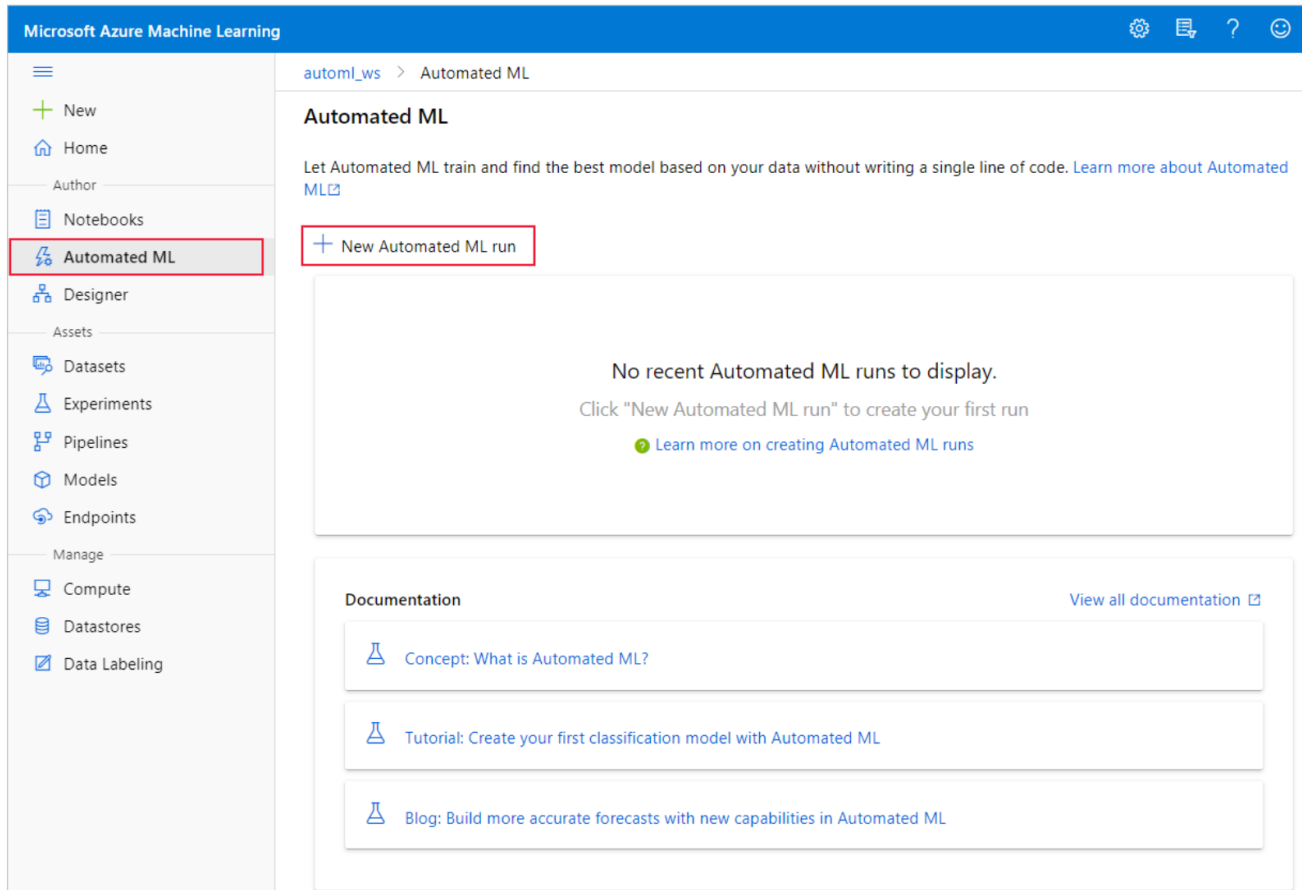 Microsoft Azure Machine Learning
automl_ws > Automated ML
New
Home
Author
Notebooks
Automated ML
Designer
Assets
Datasets
Experiments
Pipelines
Models
Endpoints
Manage
Compute
Datastores
Data Labeling
Automated ML
Let Automated ML train and find the best model based on your data without writing a single line of code. Learn more about Automated
ML
New Automated ML run
No recent Automated ML runs to display.
Click "New Automated ML run" to create your first run
Learn more on creating Automated ML runs
Documentation
View all documentation
Concept: What is Automated ML?
Tutorial: Create your first classification model with Automated ML
Blog: Build more accurate forecasts with new capabilities in Automated ML